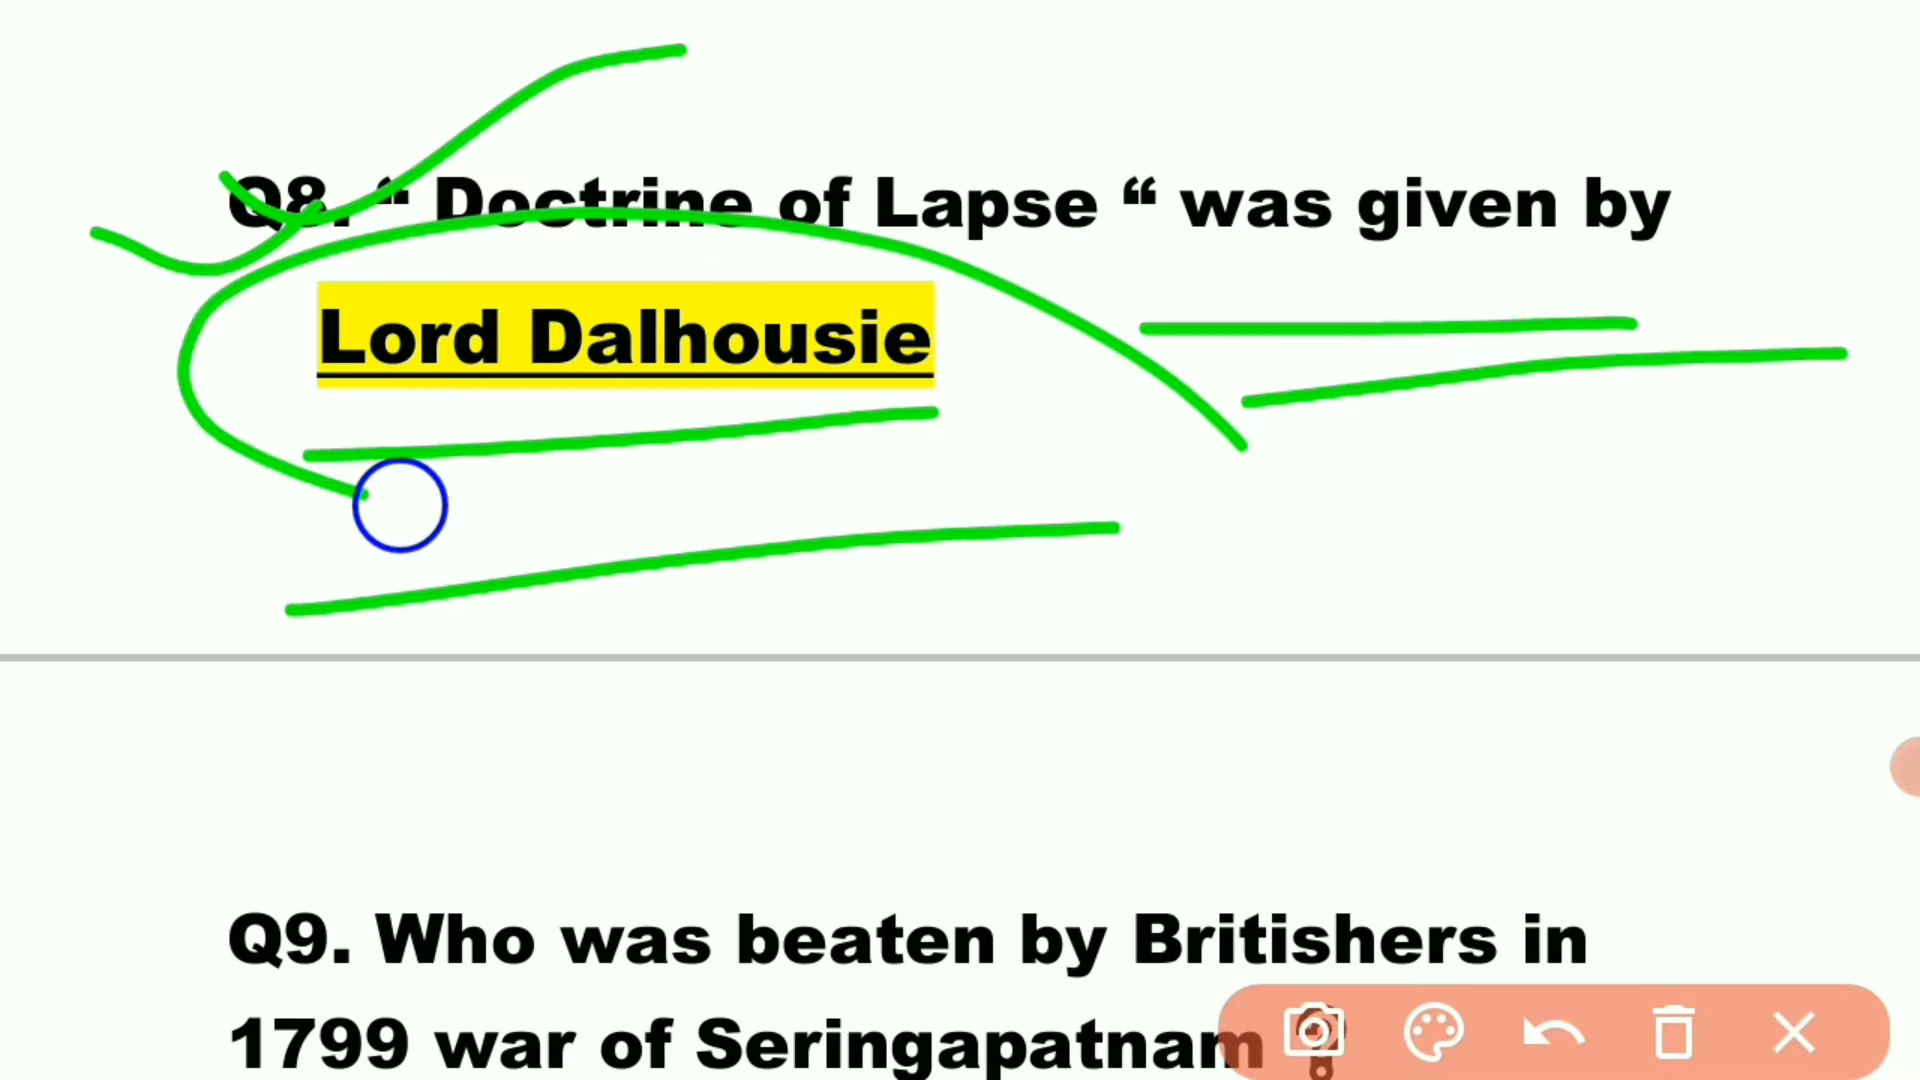 Q8. “ Doctrine of Lapse “ was given by
Lord Dalhousie
Q9. Who was beaten by Britishers in
1799 war of Seringapatnam ?